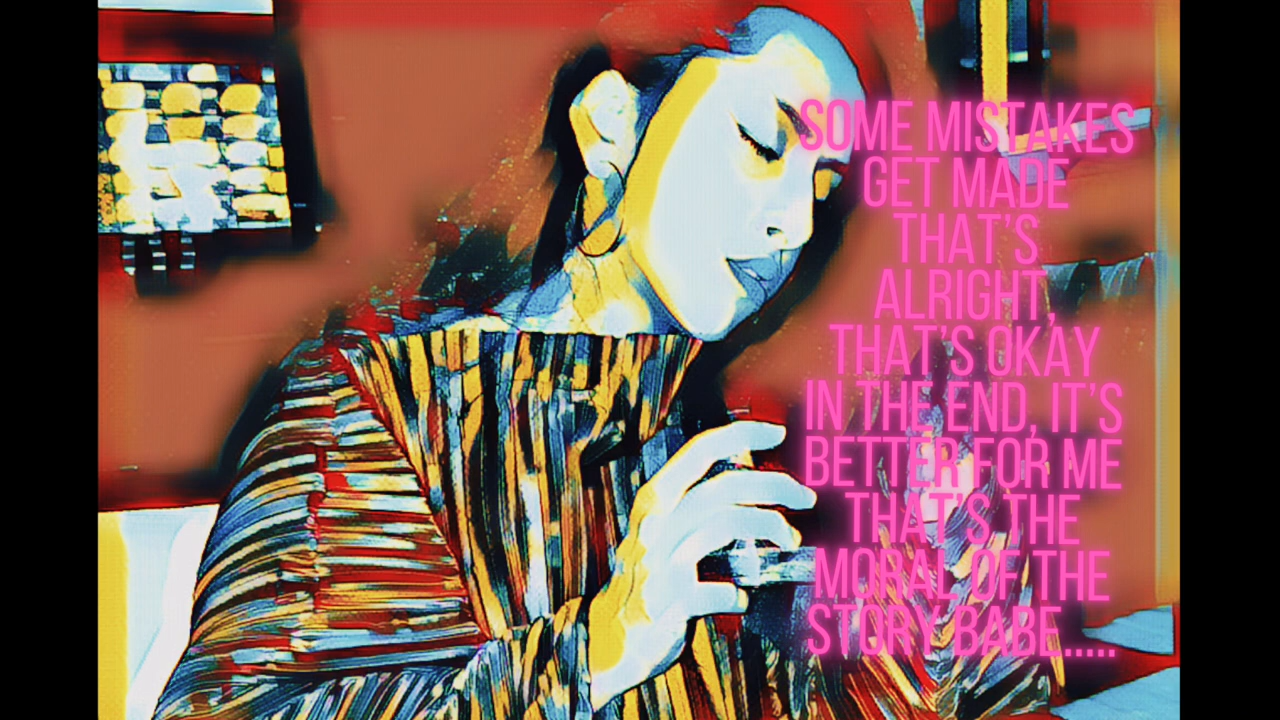 SOME MISTAKES
GET MADE
THAT'S
ALRIGHT,
THAT'S OKAY
IN THE END, IT'S
BETTER FOR ME
THAT'S THE
MORAL OF THE
STORY BABE.....